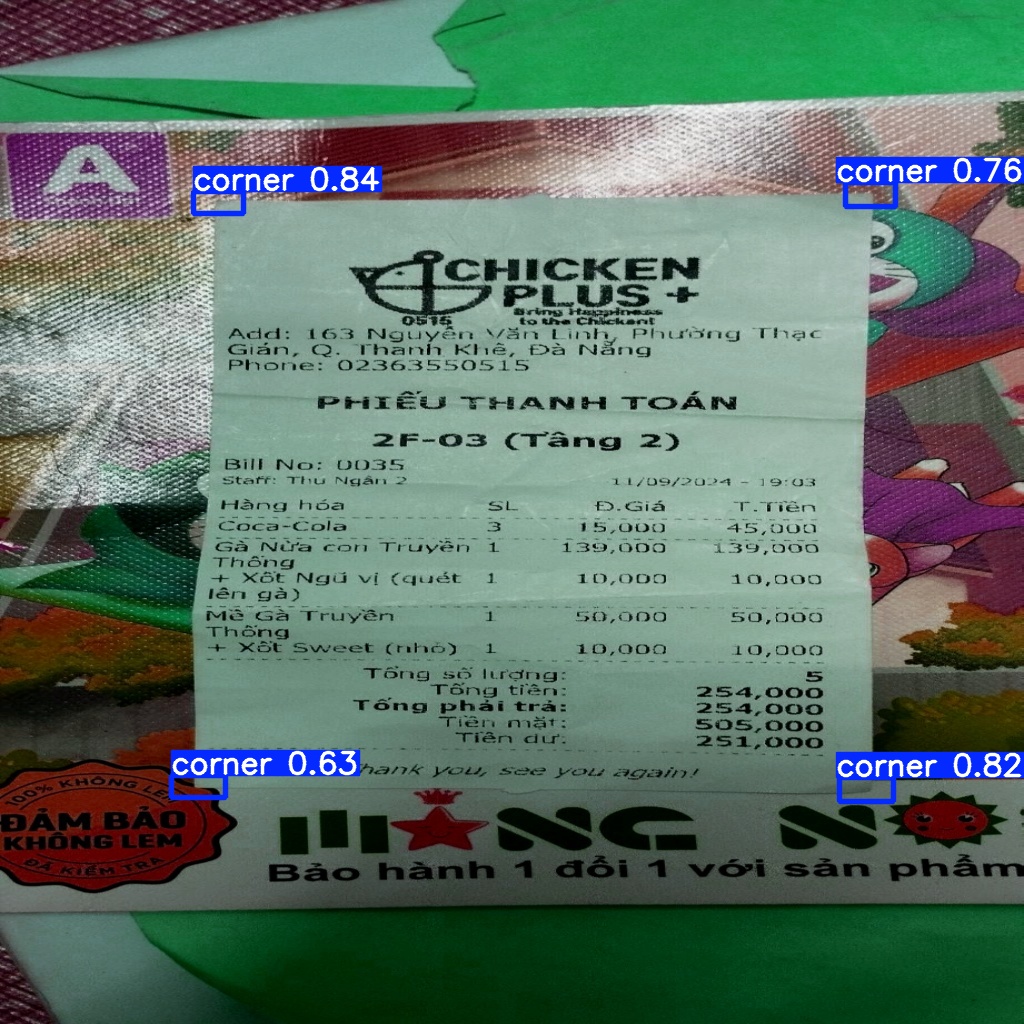 A
corner 0.84
corner 0.76
CHICKEN
PLUS +
Bring Happiness
to the Chickent
0515
Add: 163 Nguyễn Văn Linh, Phường Thạc
Gián, Q. Thanh Khê, Đà Nẵng
Phone: 02363550515
PHIẾU THANH TOÁN
2F-03 (Tầng 2)
Bill No: 0035
Staff: Thu Ngân 2 11/09/2024 - 19:03
Hàng hóa SL Đ.Giá T.Tiền
Coca-Cola 3 15,000 45,000
Gà Nửa con Truyền 1 139,000 139,000
Thống
+ Xốt Ngũ vị (quét 1 10,000 10,000
lên gà)
Mề Gà Truyền 1 50,000 50,000
Thống
+ Xốt Sweet (nhỏ) 1 10,000 10,000
Tổng số lượng: 5
Tổng tiền: 254,000
Tổng phải trả: 254,000
Tiền mặt: 505,000
Tiền dư: 251,000
corner 0.63
corner 0.82
hank you, see you again!
100% KHÔNG LEM
ĐẢM BẢO
KHÔNG LEM
ĐÃ KIỂM TRA
MĂNG NO
Bảo hành 1 đổi 1 với sản phẩm